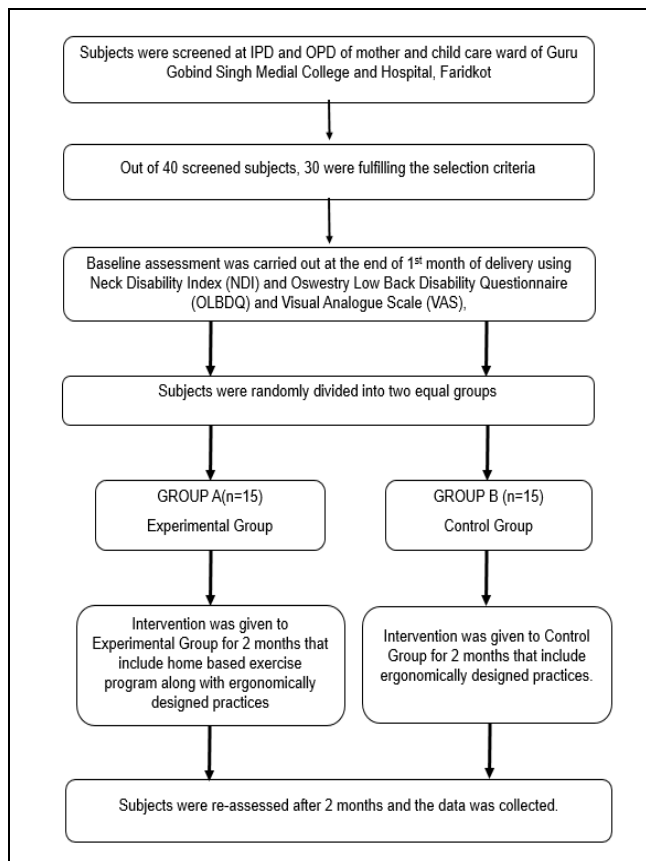 Subjects were screened at IPD and OPD of mother and child care ward of Guru
Gobind Singh Medial College and Hospital, Faridkot
Out of 40 screened subjects, 30 were fulfilling the selection criteria
Baseline assessment was carried out at the end of 1st month of delivery using
Neck Disability Index (NDI) and Oswestry Low Back Disability Questionnaire
(OLBDQ) and Visual Analogue Scale (VAS),
Subjects were randomly divided into two equal groups
GROUP A(n=15)
Experimental Group
GROUP B (n=15)
Control Group
Intervention was given to
Experimental Group for 2 months that
include home based exercise
program along with ergonomically
designed practices
Intervention was given to Control
Group for 2 months that include
ergonomically designed practices.
Subjects were re-assessed after 2 months and the data was collected.